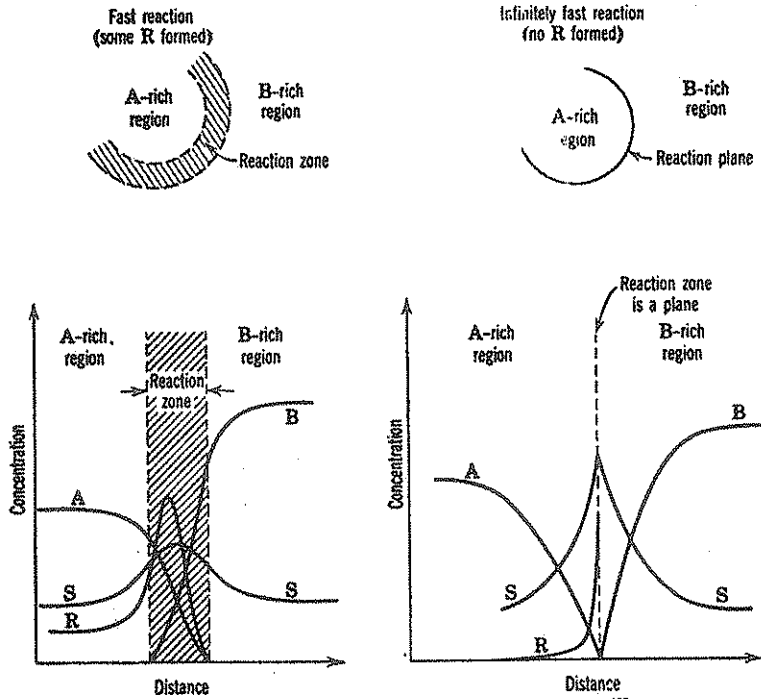 Fast reaction
(some R formed)
A-rich
region
B-rich
region
Reaction zone
Infinitely fast reaction
(no R formed)
A-rich
egion
B-rich
region
Reaction plane
Concentration
A-rich
region
B-rich
region
Reaction
zone
A
B
S
S
R
Distance
Concentration
Reaction zone
is a plane
A-rich
region
B-rich
region
A
B
S
S
R
Distance